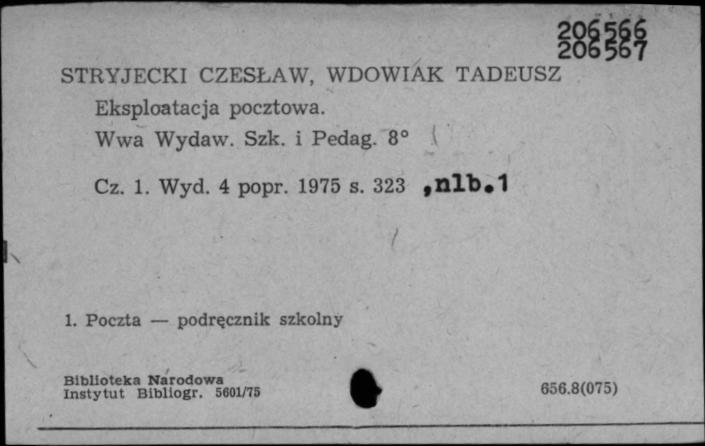 206566
206567
STRYJECKI CZESŁAW, WDOWIAK TADEUSZ
Eksploatacja pocztowa.
Wwa Wydaw. Szk. i Pedag. 8°
Cz. 1. Wyd. 4 popr. 1975 s. 323 ,nlb.1
1. Poczta — podręcznik szkolny
Biblioteka Narodowa
Instytut Bibliogr. 5601/75
656.8(075)